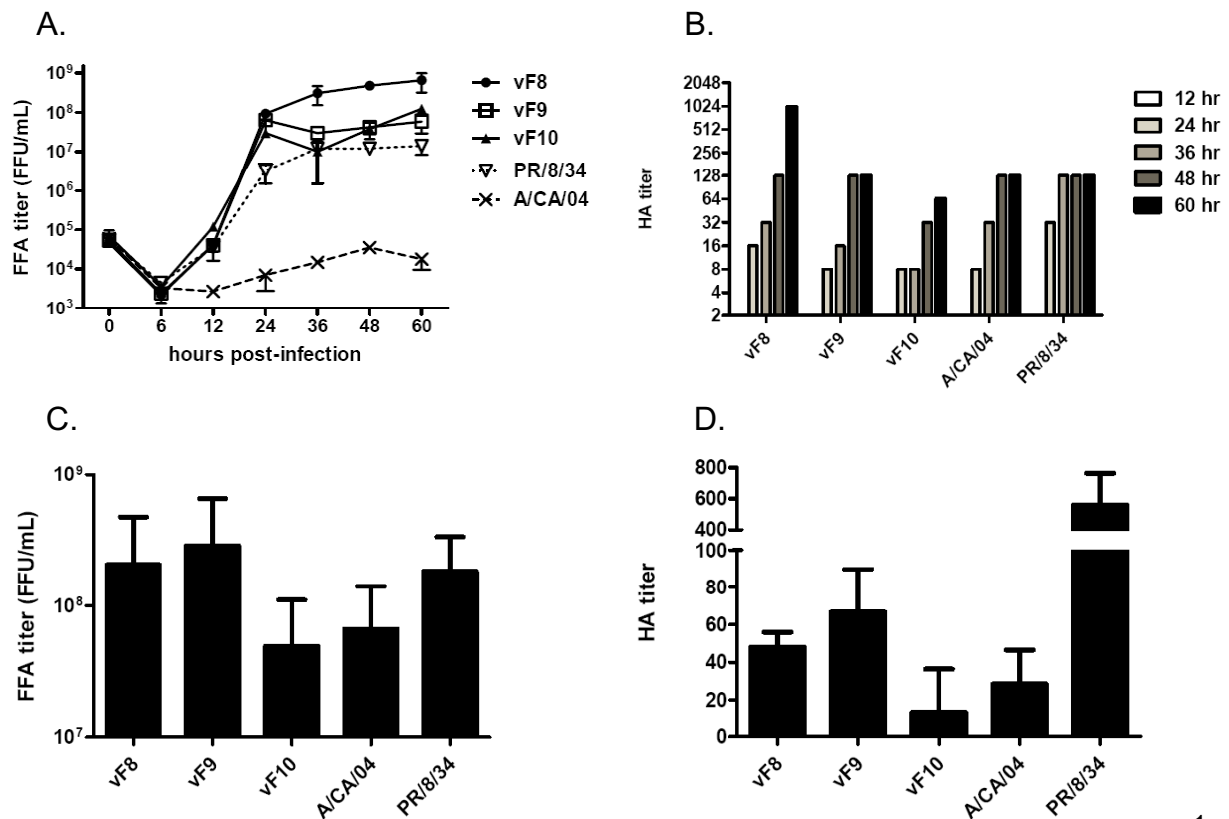 A.
FFA titer (FFU/mL)
10⁹
10⁸
10⁷
10⁶
10⁵
10⁴
10³
0 6 12 24 36 48 60
hours post-infection
vF8
vF9
vF10
PR/8/34
A/CA/04
B.
HA titer
2048
1024
512
256
128
64
32
16
8
4
2
vF8 vF9 vF10 A/CA/04 PR/8/34
12 hr
24 hr
36 hr
48 hr
60 hr
C.
FFA titer (FFU/mL)
10⁹
10⁸
10⁷
vF8 vF9 vF10 A/CA/04 PR/8/34
D.
HA titer
800
600
400
100
80
60
40
20
0
vF8 vF9 vF10 A/CA/04 PR/8/34